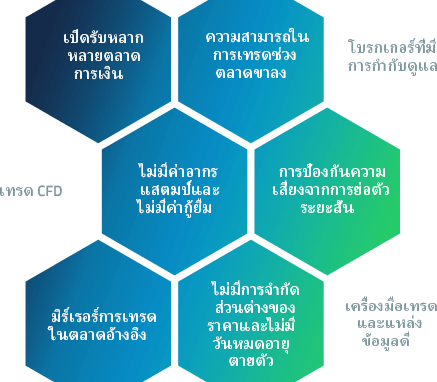 เปิดรับหลาก
หลายตลาด
การเงิน
ความสามารถใน
การเทรดช่วง
ตลาดขาลง
โบรกเกอร์ที่มี
การกำกับดูแล
เทรด CFD
ไม่มีค่าอากร
แสตมป์และ
ไม่มีค่ากู้ยืม
การป้องกันความ
เสี่ยงจากการย่อตัว
ระยะสั้น
มิร์เรอร์การเทรด
ในตลาดอ้างอิง
ไม่มีการจำกัด
ส่วนต่างของ
ราคาและไม่มี
วันหมดอายุ
ตายตัว
เครื่องมือเทรด
และแหล่ง
ข้อมูลดี